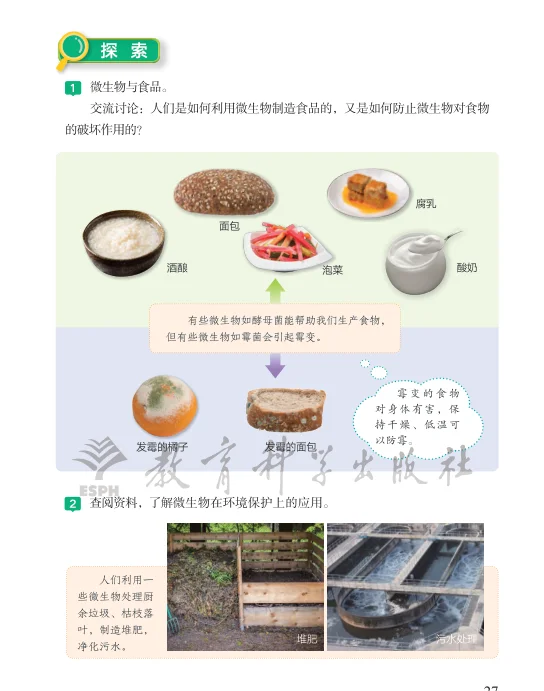 探索
1 微生物与食品。
交流讨论：人们是如何利用微生物制造食品的，又是如何防止微生物对食物
的破坏作用的？
面包
腐乳
酒酿
泡菜
酸奶
有些微生物如酵母菌能帮助我们生产食物，
但有些微生物如霉菌会引起霉变。
霉变的食物
对身体有害，保
持干燥、低温可
以防霉。
发霉的橘子
发霉的面包
ESPH 教育科学出版社
2 查阅资料，了解微生物在环境保护上的应用。
人们利用一
些微生物处理厨
余垃圾、枯枝落
叶，制造堆肥，
净化污水。
堆肥
污水处理
27